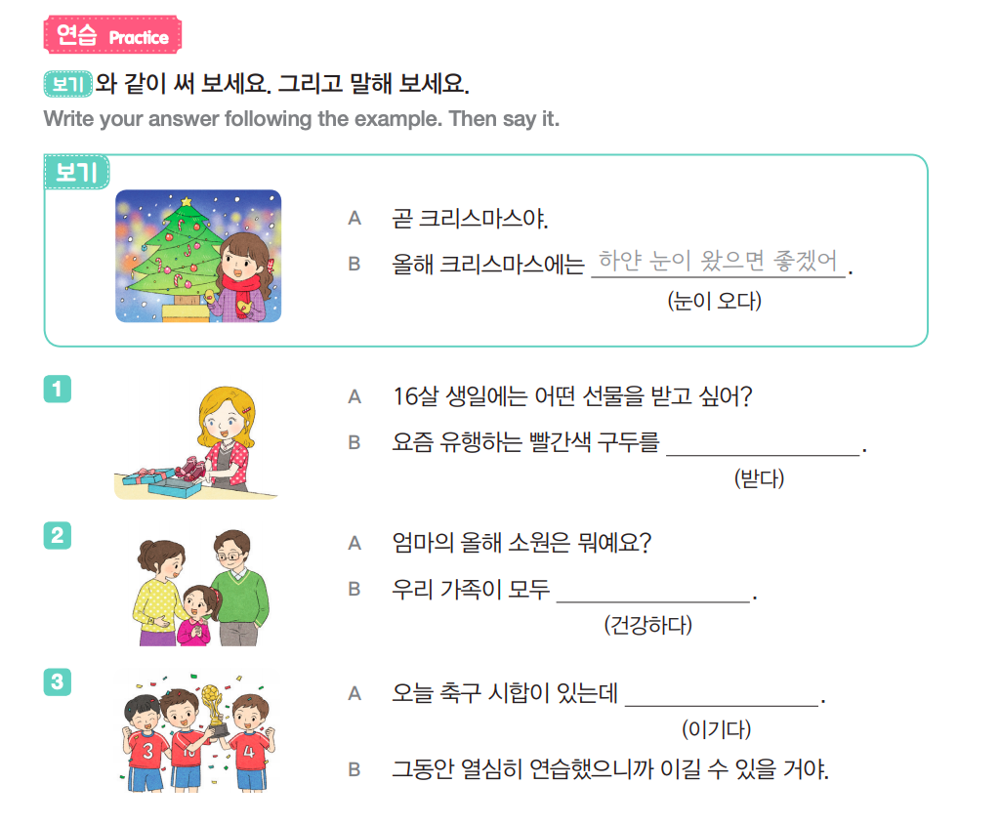 연습 Practice
보기와 같이 써 보세요. 그리고 말해 보세요.
Write your answer following the example. Then say it.
보기
A 곧 크리스마스야.
B 올해 크리스마스에는 하얀 눈이 왔으면 좋겠어.
(눈이 오다)
1
A 16살 생일에는 어떤 선물을 받고 싶어?
B 요즘 유행하는 빨간색 구두를 ____________.
(받다)
2
A 엄마의 올해 소원은 뭐예요?
B 우리 가족이 모두 ____________.
(건강하다)
3
A 오늘 축구 시합이 있는데 ____________.
(이기다)
B 그동안 열심히 연습했으니까 이길 수 있을 거야.
3
4